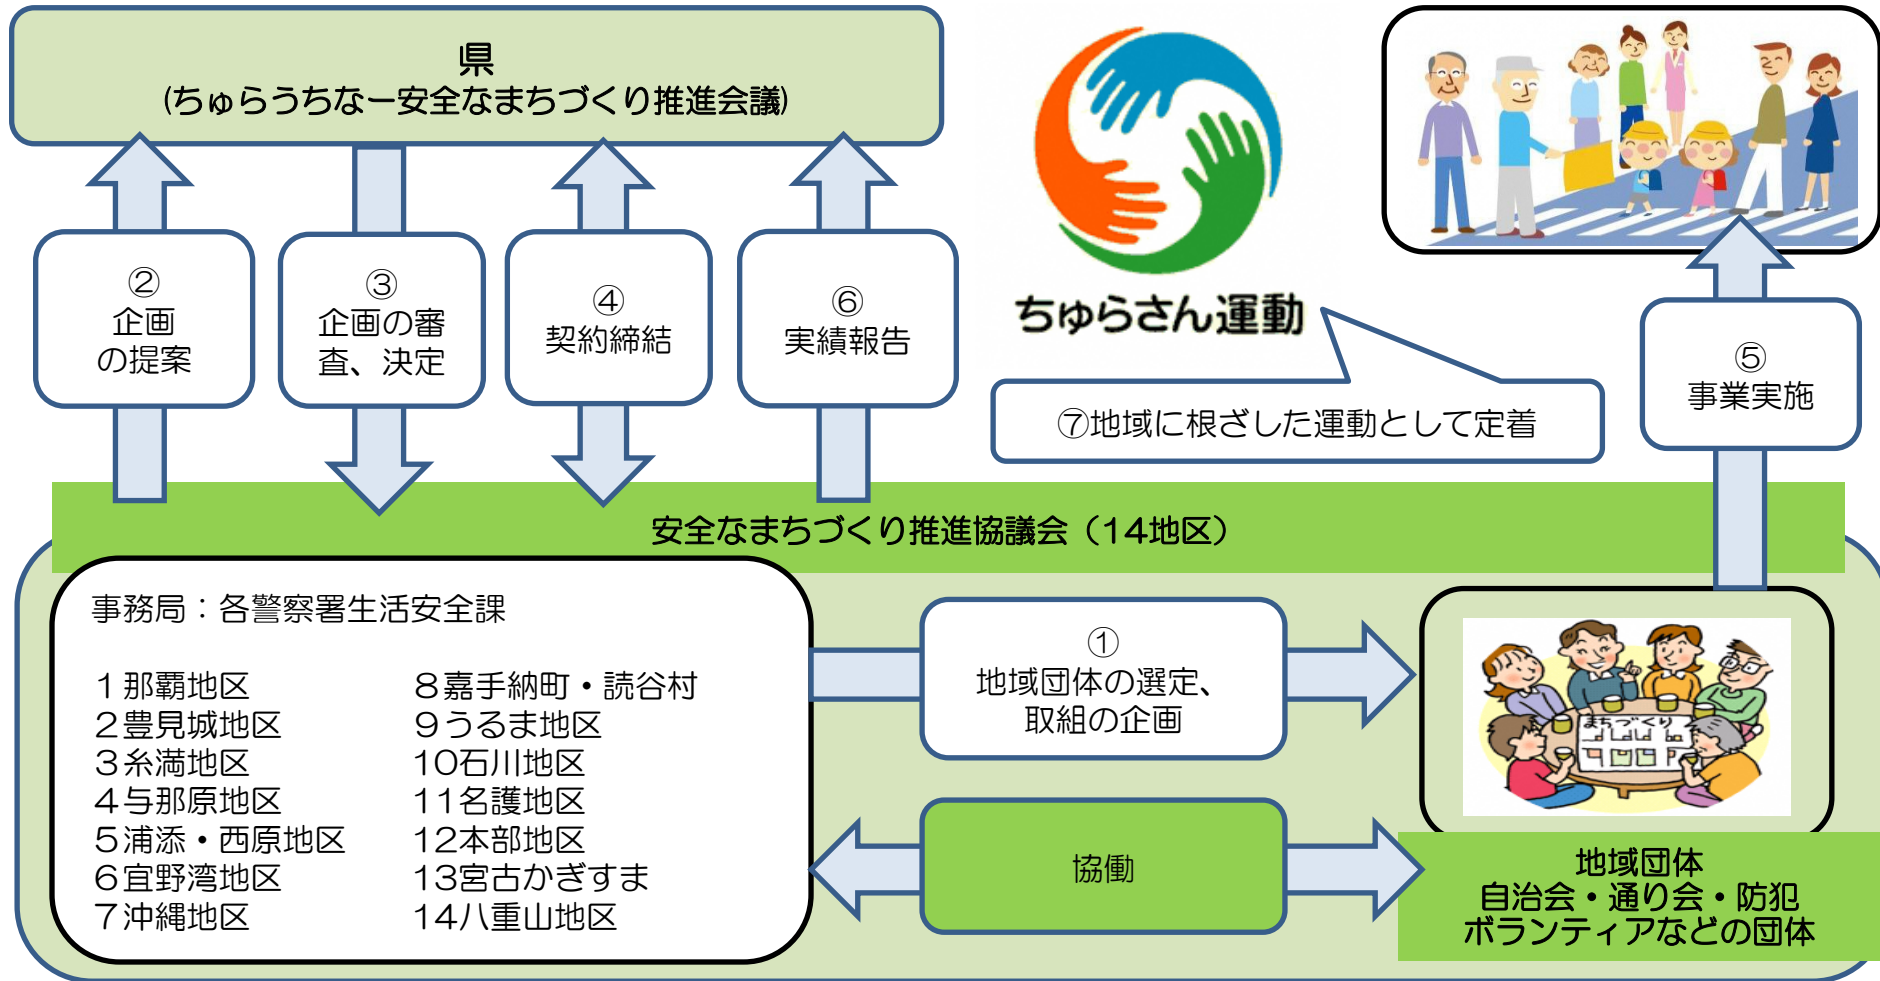 県
(ちゅらうちなー安全なまちづくり推進会議)
②
企画
の提案
③
企画の審
査、決定
④
契約締結
⑥
実績報告
ちゅらさん運動
⑦地域に根ざした運動として定着
⑤
事業実施
安全なまちづくり推進協議会（14地区）
事務局：各警察署生活安全課
１那覇地区
２豊見城地区
３糸満地区
４与那原地区
５浦添・西原地区
６宜野湾地区
７沖縄地区
８嘉手納町・読谷村
９うるま地区
10石川地区
11名護地区
12本部地区
13宮古かぎすま
14八重山地区
①
地域団体の選定、
取組の企画
協働
まちづくり
地域団体
自治会・通り会・防犯
ボランティアなどの団体